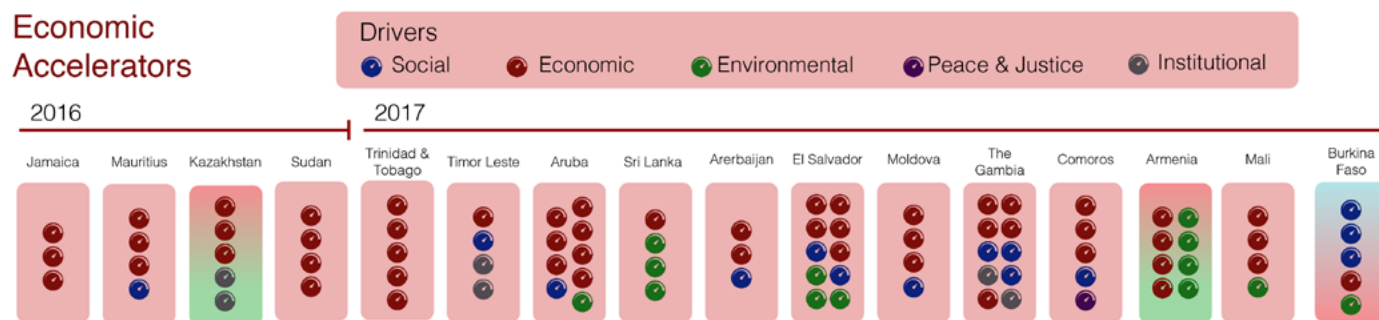 Economic
Accelerators
Drivers
Social Economic Environmental Peace & Justice Institutional
2016
2017
Jamaica
Mauritius
Kazakhstan
Sudan
Trinidad &
Tobago
Timor Leste
Aruba
Sri Lanka
Arerbaijan
El Salvador
Moldova
The
Gambia
Comoros
Armenia
Mali
Burkina
Faso